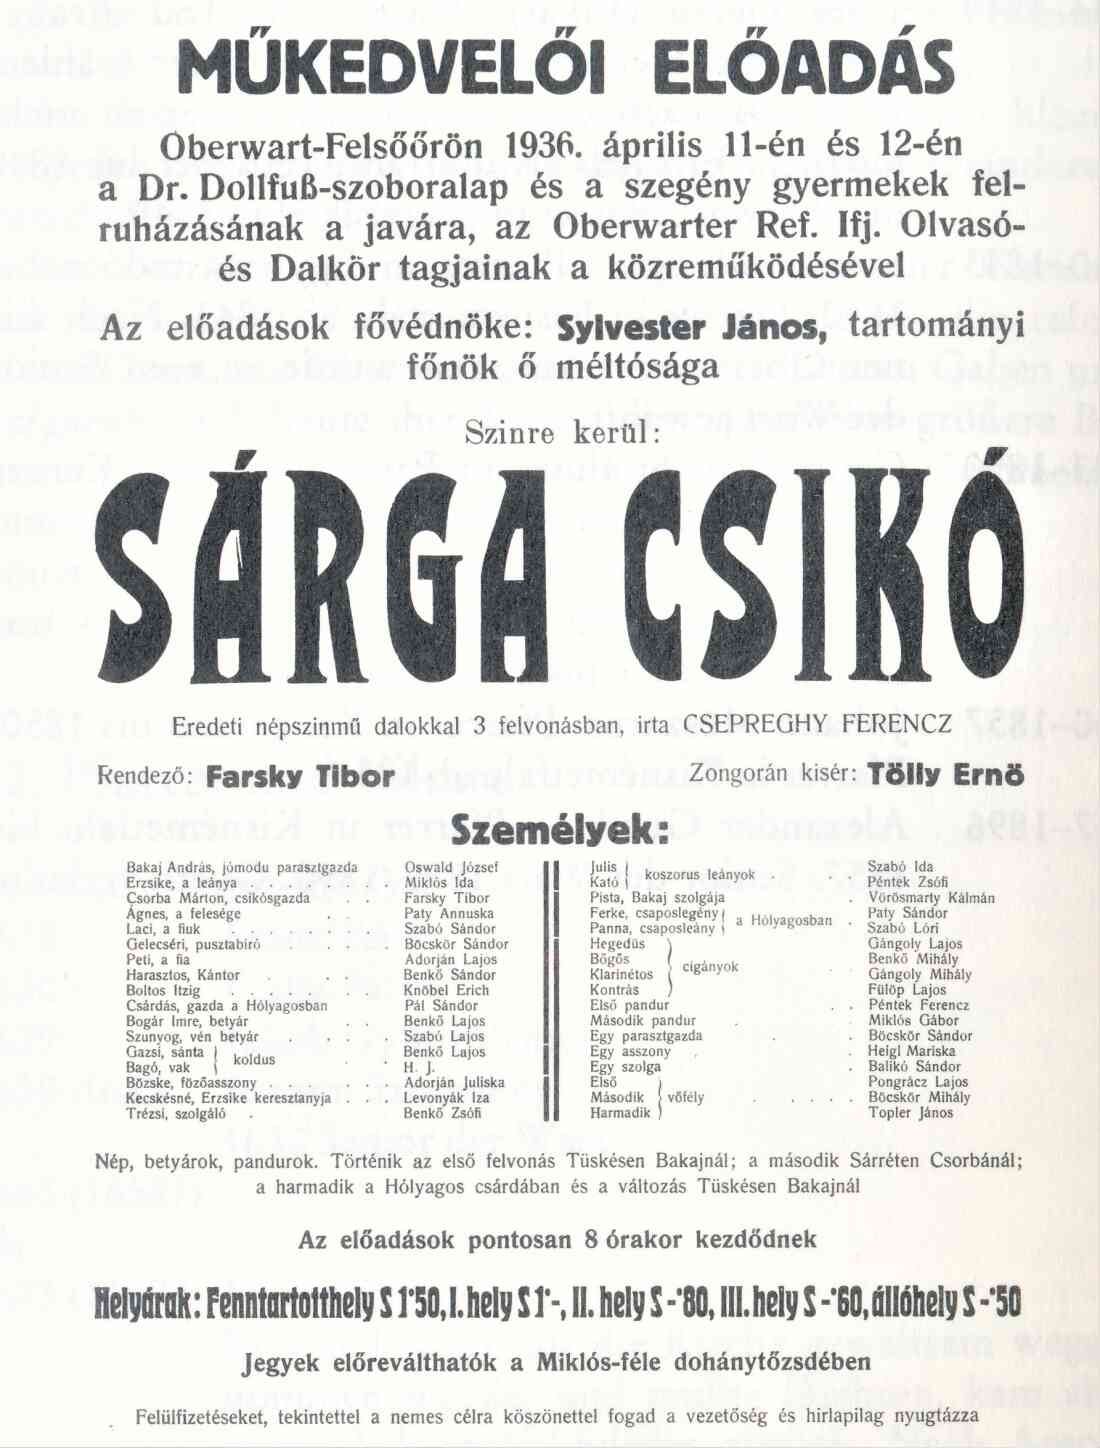 MŰKEDVELŐI ELŐADÁS
Oberwart-Felsőőrön 1936. április 11-én és 12-én
a Dr. Dollfuß-szoboralap és a szegény gyermekek fel-
ruházásának a javára, az Oberwarter Ref. Ifj. Olvasó-
és Dalkör tagjainak a közreműködésével
Az előadások fővédnöke: Sylvester János, tartományi
főnök ő méltósága
Szinre kerül:
SÁRGA CSIKÓ
Eredeti népszinmű dalokkal 3 felvonásban, irta CSEPREGHY FERENCZ
Rendező: Farsky Tibor Zongorán kisér: Tölly Ernö
Személyek:
Bakaj András, jómodu parasztgazda Oswald József
Erzsike, a leánya Miklós Ida
Csorba Márton, csikósgazda Farsky Tibor
Ágnes, a felesége Paty Annuska
Laci, a fiuk Szabó Sándor
Gelecséri, pusztabiró Böcskör Sándor
Peti, a fia Adorján Lajos
Harasztos, Kántor Benkő Sándor
Boltos Itzig Knöbel Erich
Csárdás, gazda a Hólyagosban Pál Sándor
Bogár Imre, betyár Benkő Lajos
Szunyog, vén betyár Szabó Lajos
Gazsi, sánta } koldus Benkő Lajos
Bagó, vak } H. J.
Bözske, főzőasszony Adorján Juliska
Kecskésné, Erzsike keresztanyja Levonyák Iza
Trézsi, szolgáló Benkő Zsófi
Julis } koszorus leányok Szabó Ida
Kató } Péntek Zsófi
Pista, Bakaj szolgája Vörösmarty Kálmán
Ferke, csaposlegény } a Hólyagosban Paty Sándor
Panna, csaposleány } Szabó Lóri
Hegedüs } cigányok Gángoly Lajos
Bőgős } Benkő Mihály
Klarinétos } Gángoly Mihály
Kontrás } Fülöp Lajos
Első pandur Péntek Ferencz
Második pandur Miklós Gábor
Egy parasztgazda Böcskör Sándor
Egy asszony Heigl Mariska
Egy szolga Balikó Sándor
Első } vőfély Pongrácz Lajos
Második } Böcskör Mihály
Harmadik } Topler János
Nép, betyárok, pandurok. Történik az első felvonás Tüskésen Bakajnál; a második Sárréten Csorbánál;
a harmadik a Hólyagos csárdában és a változás Tüskésen Bakajnál
Az előadások pontosan 8 órakor kezdődnek
Helyárak: Fenntartotthely S 1·50, I. hely S 1·-, II. hely S -·80, III. hely S -·60, állóhely S -·50
Jegyek előreválthatók a Miklós-féle dohánytőzsdében
Felülfizetéseket, tekintettel a nemes célra köszönettel fogad a vezetőség és hirlapilag nyugtázza